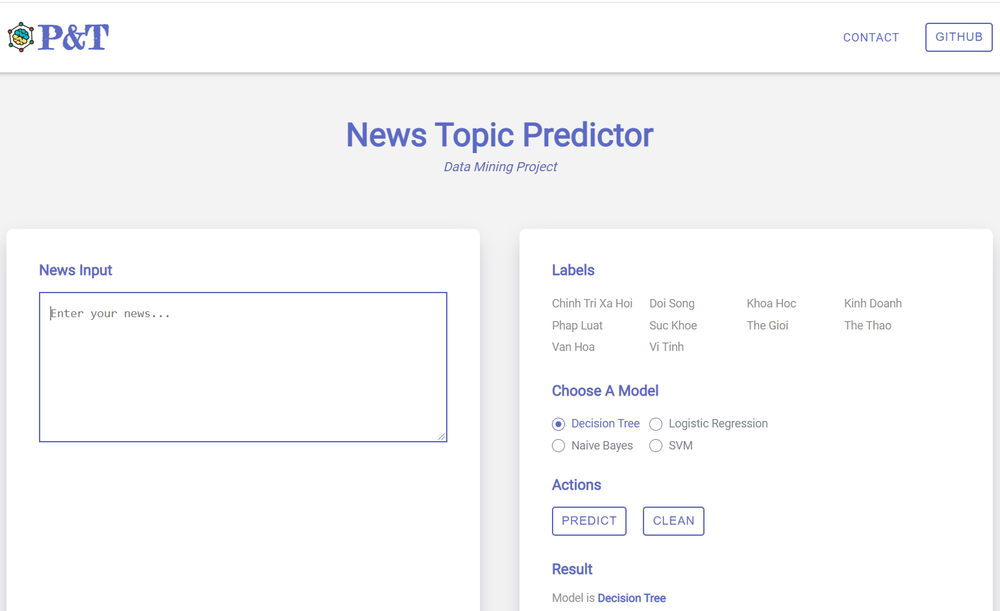 P&T
CONTACT
GITHUB
News Topic Predictor
Data Mining Project
News Input
Enter your news...
Labels
Chinh Tri Xa Hoi Doi Song Khoa Hoc Kinh Doanh
Phap Luat Suc Khoe The Gioi The Thao
Van Hoa Vi Tinh
Choose A Model
Decision Tree Logistic Regression
Naive Bayes SVM
Actions
PREDICT CLEAN
Result
Model is Decision Tree